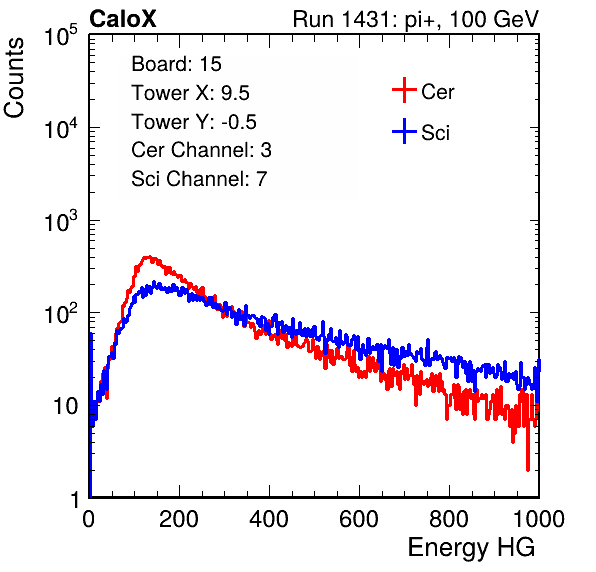 CaloX Run 1431: pi+, 100 GeV
Board: 15
Tower X: 9.5
Tower Y: -0.5
Cer Channel: 3
Sci Channel: 7
Cer
Sci
Counts
10^5
10^4
10^3
10^2
10
1
0 200 400 600 800 1000
Energy HG